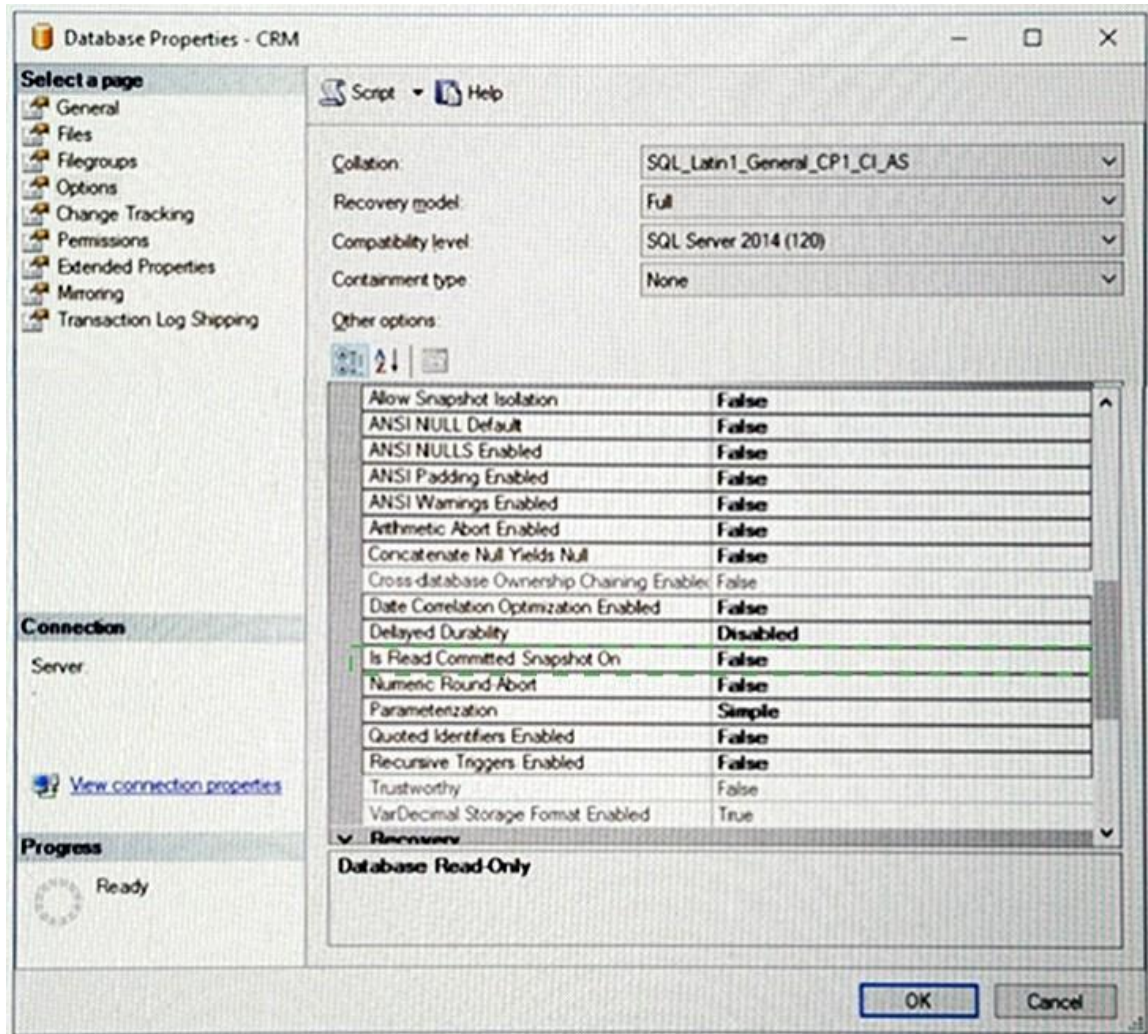 Database Properties - CRM
Select a page
General
Files
Filegroups
Options
Change Tracking
Permissions
Extended Properties
Mirroring
Transaction Log Shipping
Connection
Server:
.
View connection properties
Progress
Ready
Script Help
Collation: SQL_Latin1_General_CP1_CI_AS
Recovery model: Full
Compatibility level: SQL Server 2014 (120)
Containment type: None
Other options:
Allow Snapshot Isolation False
ANSI NULL Default False
ANSI NULLS Enabled False
ANSI Padding Enabled False
ANSI Warnings Enabled False
Arithmetic Abort Enabled False
Concatenate Null Yields Null False
Cross-database Ownership Chaining Enabled False
Date Correlation Optimization Enabled False
Delayed Durability Disabled
Is Read Committed Snapshot On False
Numeric Round-Abort False
Parameterization Simple
Quoted Identifiers Enabled False
Recursive Triggers Enabled False
Trustworthy False
VarDecimal Storage Format Enabled True
Recovery
Database Read-Only
OK Cancel